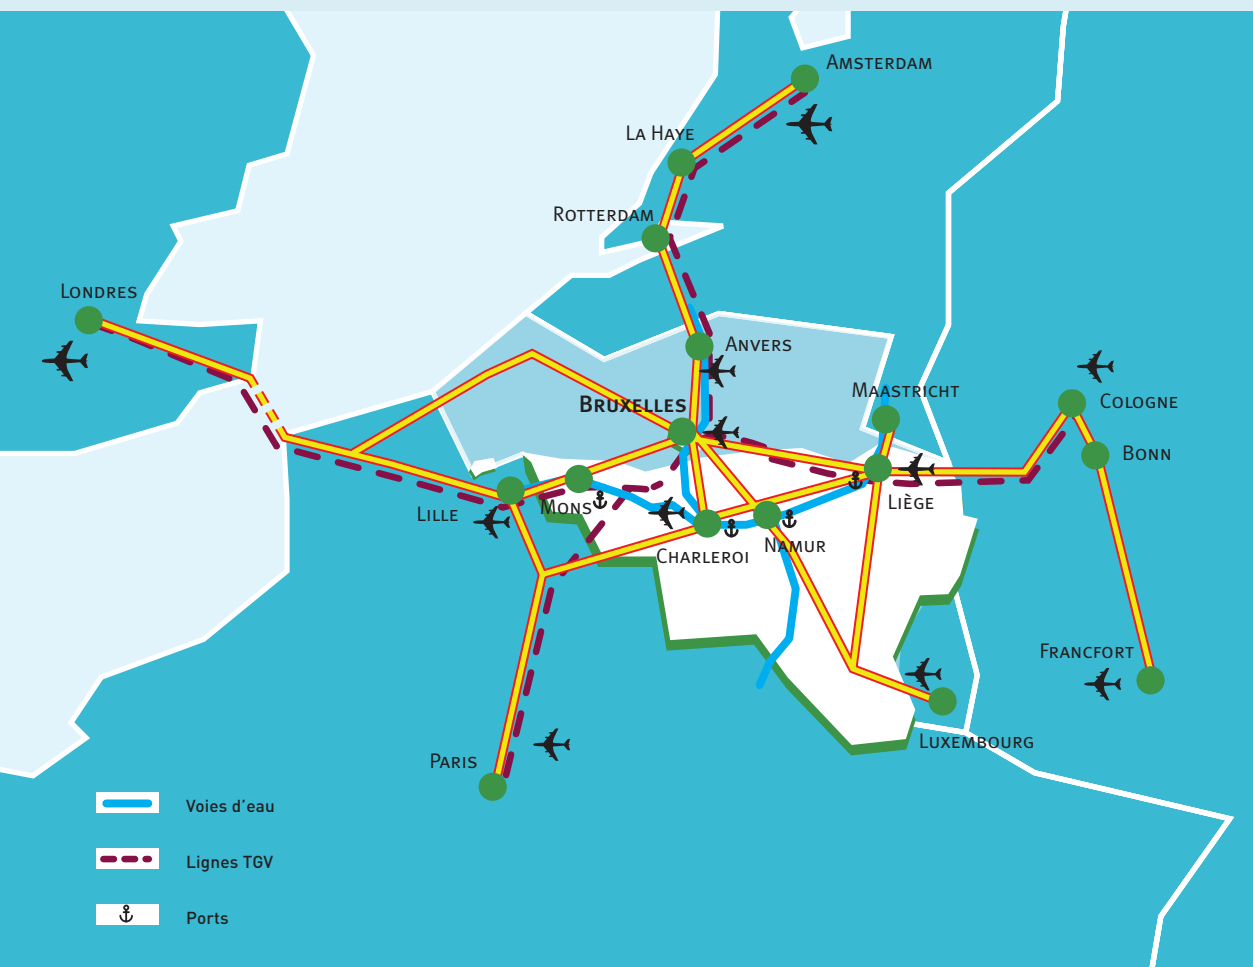 Amsterdam
La Haye
Rotterdam
Londres
Anvers
Maastricht
Bruxelles
Cologne
Bonn
Liège
Lille
Mons
Charleroi
Namur
Francfort
Luxembourg
Paris
Voies d'eau
Lignes TGV
Ports